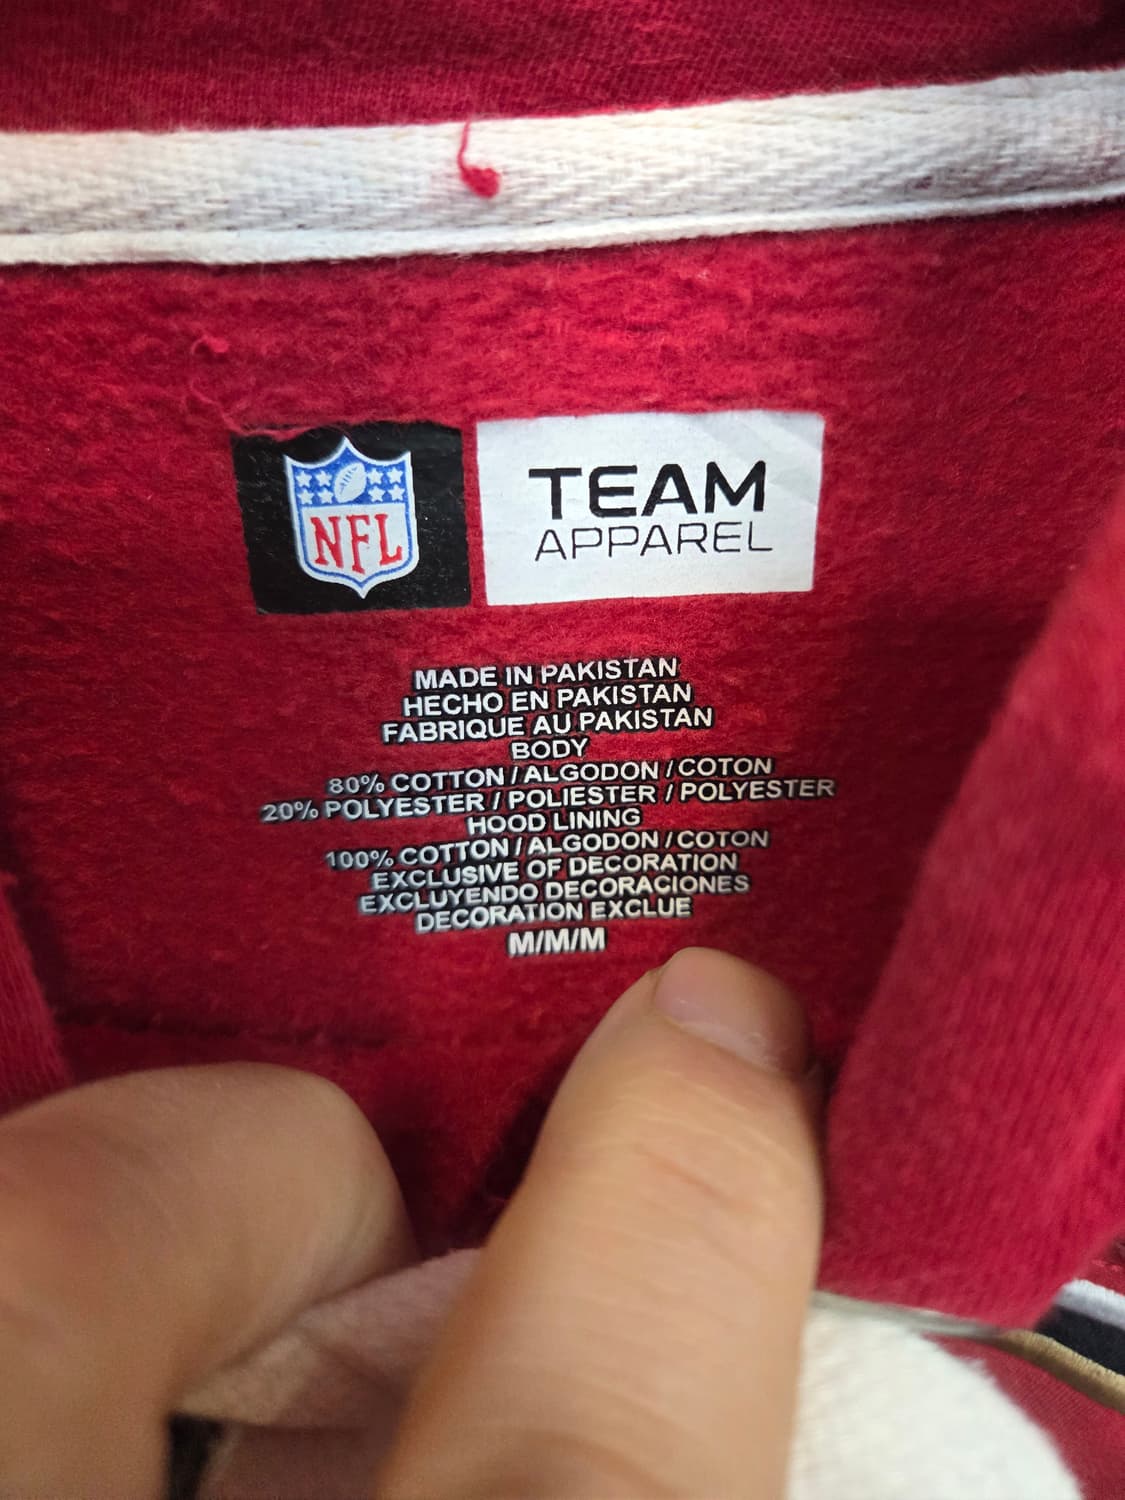 NFL
TEAM
APPAREL
MADE IN PAKISTAN
HECHO EN PAKISTAN
FABRIQUE AU PAKISTAN
BODY
80% COTTON / ALGODON / COTON
20% POLYESTER / POLIESTER / POLYESTER
HOOD LINING
100% COTTON / ALGODON / COTON
EXCLUSIVE OF DECORATION
EXCLUYENDO DECORACIONES
DECORATION EXCLUE
M/M/M